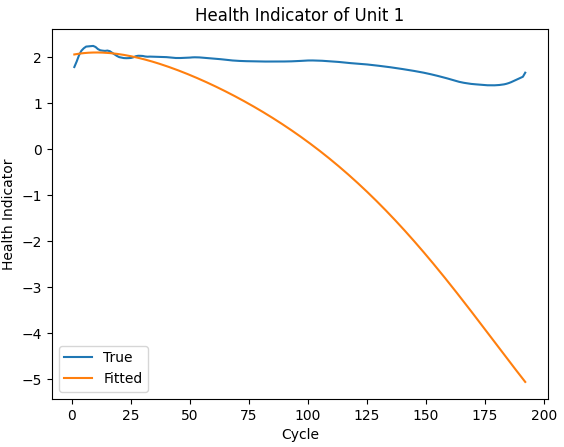 Health Indicator of Unit 1
Health Indicator
2
1
0
−1
−2
−3
−4
−5
True
Fitted
0 25 50 75 100 125 150 175 200
Cycle